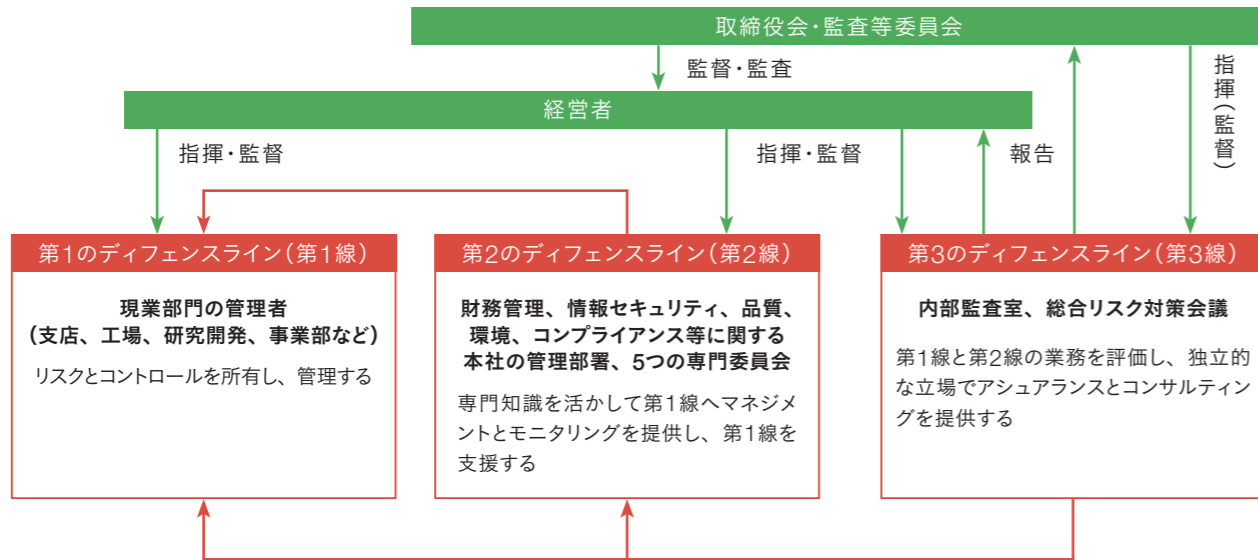 取締役会・監査等委員会
監督・監査
指揮（監督）
経営者
指揮・監督
指揮・監督
報告
第1のディフェンスライン（第1線）
現業部門の管理者
（支店、工場、研究開発、事業部など）
リスクとコントロールを所有し、管理する
第2のディフェンスライン（第2線）
財務管理、情報セキュリティ、品質、
環境、コンプライアンス等に関する
本社の管理部署、5つの専門委員会
専門知識を活かして第1線へマネジメ
ントとモニタリングを提供し、第1線を
支援する
第3のディフェンスライン（第3線）
内部監査室、総合リスク対策会議
第1線と第2線の業務を評価し、独立的
な立場でアシュアランスとコンサルティン
グを提供する